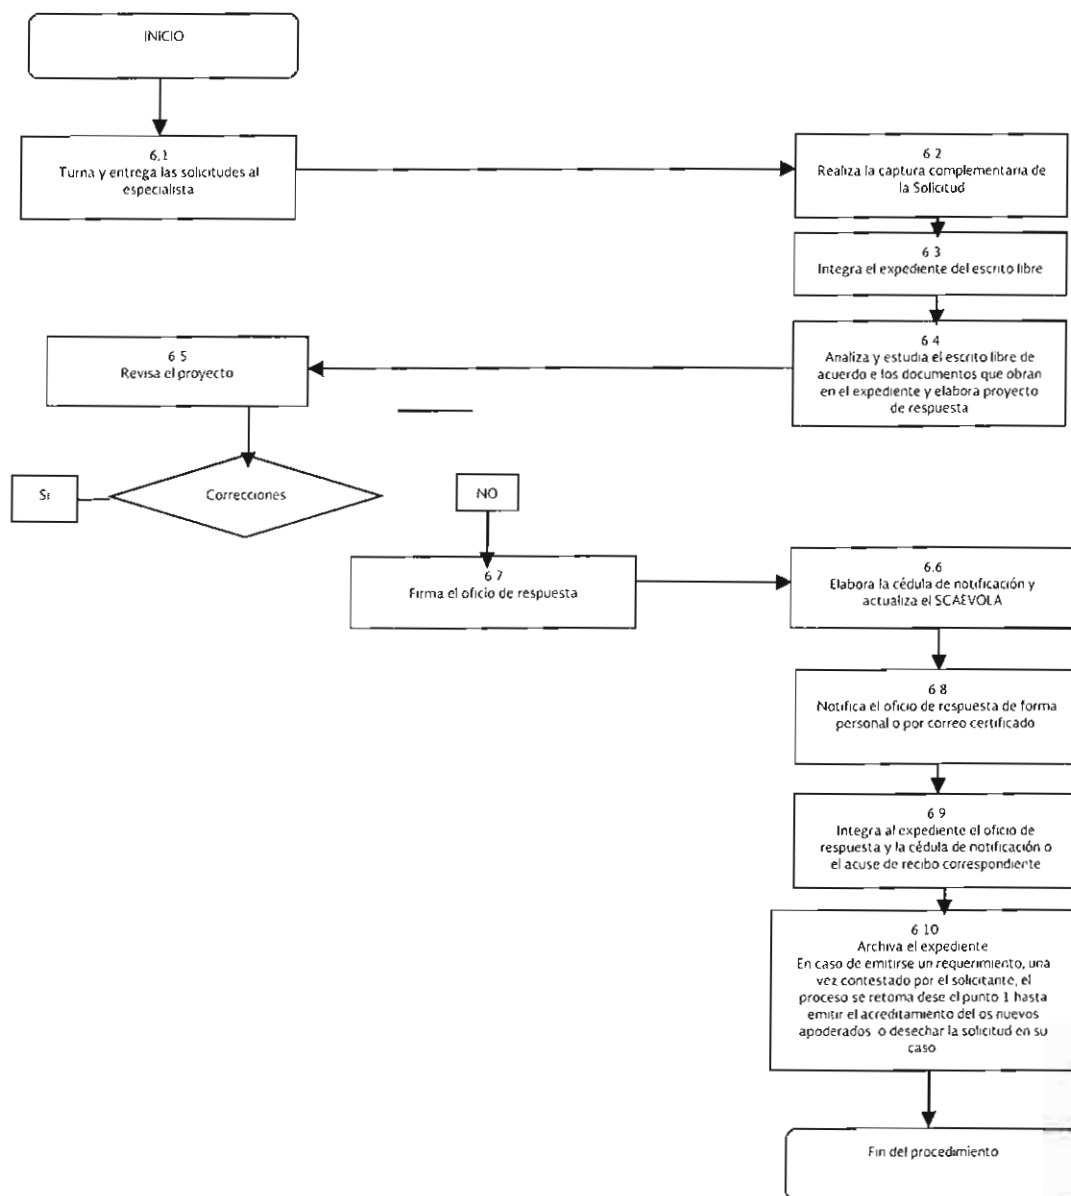 INICIO
6.1
Turna y entrega las solicitudes al
especialista
6 2
Realiza la captura complementaria de
la Solicitud
6 3
Integra el expediente del escrito libre
6 4
Analiza y estudia el escrito libre de
acuerdo e los documentos que obran
en el expediente y elabora proyecto
de respuesta
6 5
Revisa el proyecto
Correcciones
Si
NO
6 7
Firma el oficio de respuesta
6.6
Elabora la cédula de notificación y
actualiza el SCAEVOLA
6 8
Notifica el oficio de respuesta de forma
personal o por correo certificado
6 9
Integra al expediente el oficio de
respuesta y la cédula de notificación o
el acuse de recibo correspondiente
6 10
Archiva el expediente
En caso de emitirse un requerimiento, una
vez contestado por el solicitante, el
proceso se retoma dese el punto 1 hasta
emitir el acreditamiento del os nuevos
apoderados o desechar la solicitud en su
caso
Fin del procedimiento